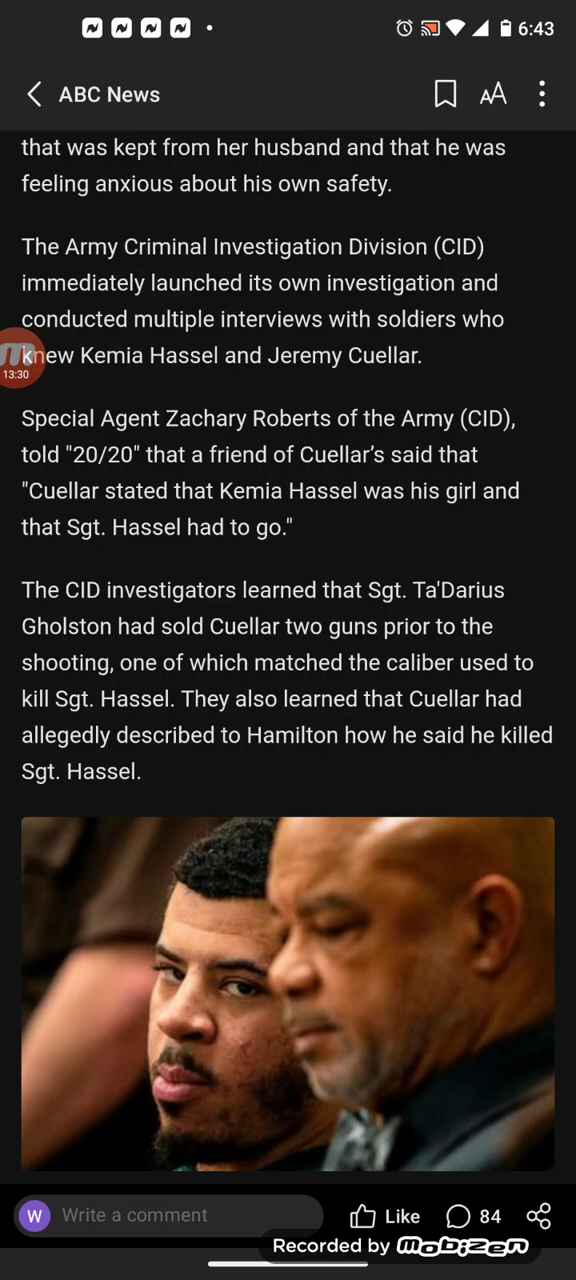 6:43
ABC News
AA
that was kept from her husband and that he was
feeling anxious about his own safety.
The Army Criminal Investigation Division (CID)
immediately launched its own investigation and
conducted multiple interviews with soldiers who
knew Kemia Hassel and Jeremy Cuellar.
13:30
Special Agent Zachary Roberts of the Army (CID),
told "20/20" that a friend of Cuellar’s said that
"Cuellar stated that Kemia Hassel was his girl and
that Sgt. Hassel had to go."
The CID investigators learned that Sgt. Ta'Darius
Gholston had sold Cuellar two guns prior to the
shooting, one of which matched the caliber used to
kill Sgt. Hassel. They also learned that Cuellar had
allegedly described to Hamilton how he said he killed
Sgt. Hassel.
W Write a comment Like 84
Recorded by mobizen